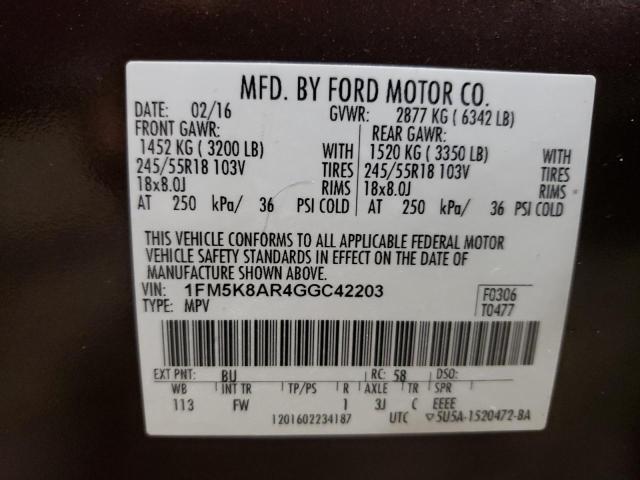 MFD. BY FORD MOTOR CO.
DATE: 02/16 GVWR: 2877 KG ( 6342 LB)
FRONT GAWR: REAR GAWR:
1452 KG ( 3200 LB) WITH 1520 KG ( 3350 LB) WITH
245/55R18 103V TIRES 245/55R18 103V TIRES
18x8.0J RIMS 18x8.0J RIMS
AT 250 kPa/ 36 PSI COLD AT 250 kPa/ 36 PSI COLD
THIS VEHICLE CONFORMS TO ALL APPLICABLE FEDERAL MOTOR
VEHICLE SAFETY STANDARDS IN EFFECT ON THE DATE OF
MANUFACTURE SHOWN ABOVE.
VIN: 1FM5K8AR4GGC42203 F0306
TYPE: MPV T0477
EXT PNT: BU RC: 58 DSO:
WB INT TR TP/PS R AXLE TR SPR
113 FW 1 3J C EEEE
1201602234187 UTC ▽5U5A-1520472-BA